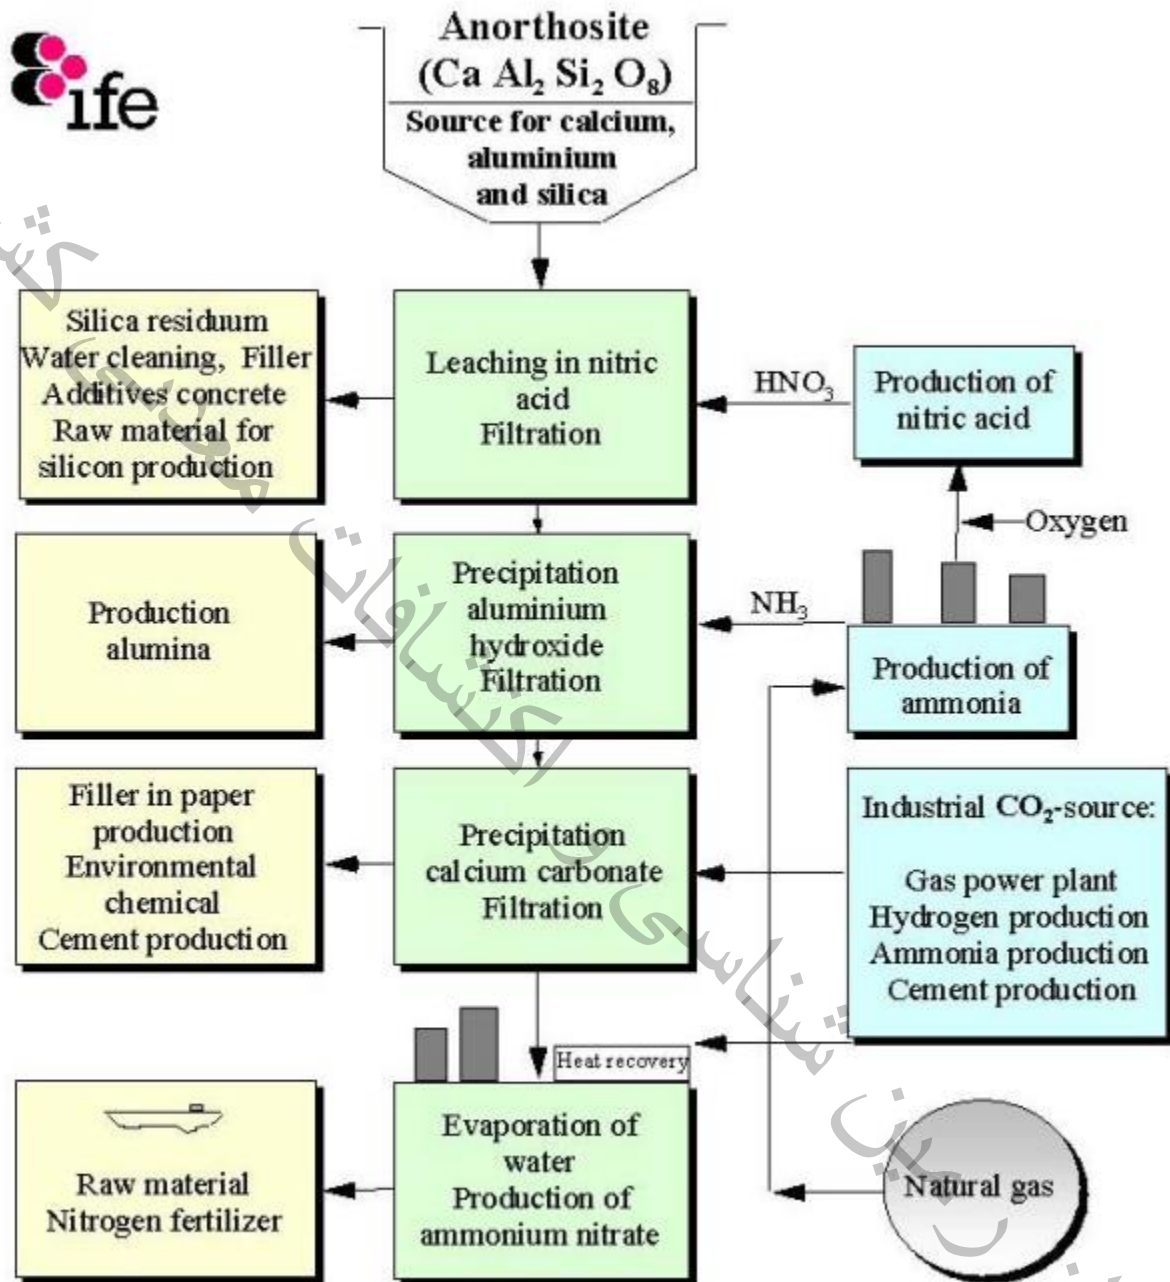 ife
Anorthosite
(Ca Al₂ Si₂ O₈)
Source for calcium,
aluminium
and silica
Silica residuum
Water cleaning, Filler
Additives concrete
Raw material for
silicon production
Leaching in nitric
acid
Filtration
HNO₃
Production of
nitric acid
Oxygen
Production
alumina
Precipitation
aluminium
hydroxide
Filtration
NH₃
Production of
ammonia
Filler in paper
production
Environmental
chemical
Cement production
Precipitation
calcium carbonate
Filtration
Industrial CO₂-source:
Gas power plant
Hydrogen production
Ammonia production
Cement production
Heat recovery
Raw material
Nitrogen fertilizer
Evaporation of
water
Production of
ammonium nitrate
Natural gas
زمین شناسی و اکتشافات معدنی